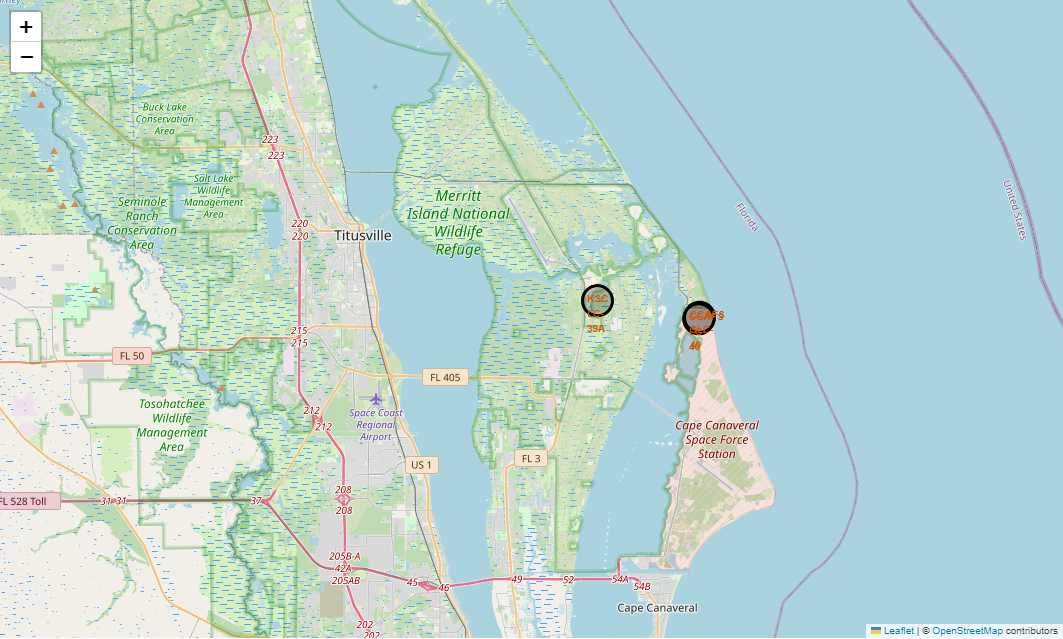 +
−
Buck Lake
Conservation
Area
223
223
Salt Lake
Wildlife
Management
Area
Seminole
Ranch
Conservation
Area
Merritt
Island National
Wildlife
Refuge
Florida
United States
220
220
Titusville
KSC
LC-
39A
215
215
FL 50
FL 405
Tosohatchee
Wildlife
Management
Area
212
212
Space Coast
Regional
Airport
Cape Canaveral
Space Force
Station
US 1
FL 3
208
208
FL 528 Toll
31
31
37
205B-A
42A
205AB
45
46
49
52
54A
54B
Cape Canaveral
202
202
Leaflet | © OpenStreetMap contributors